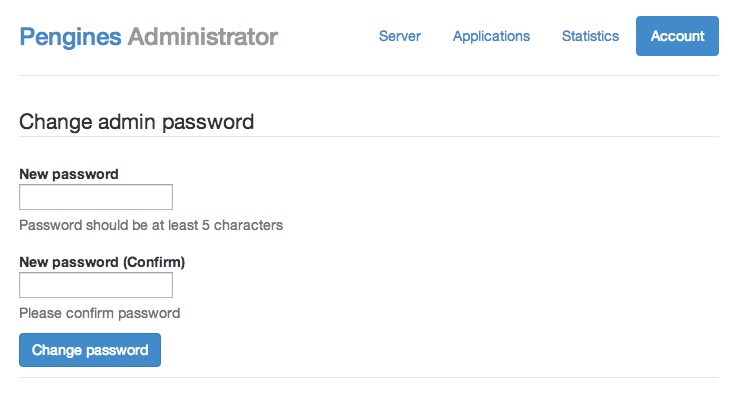 Pengines Administrator Server Applications Statistics Account
Change admin password
New password
Password should be at least 5 characters
New password (Confirm)
Please confirm password
Change password